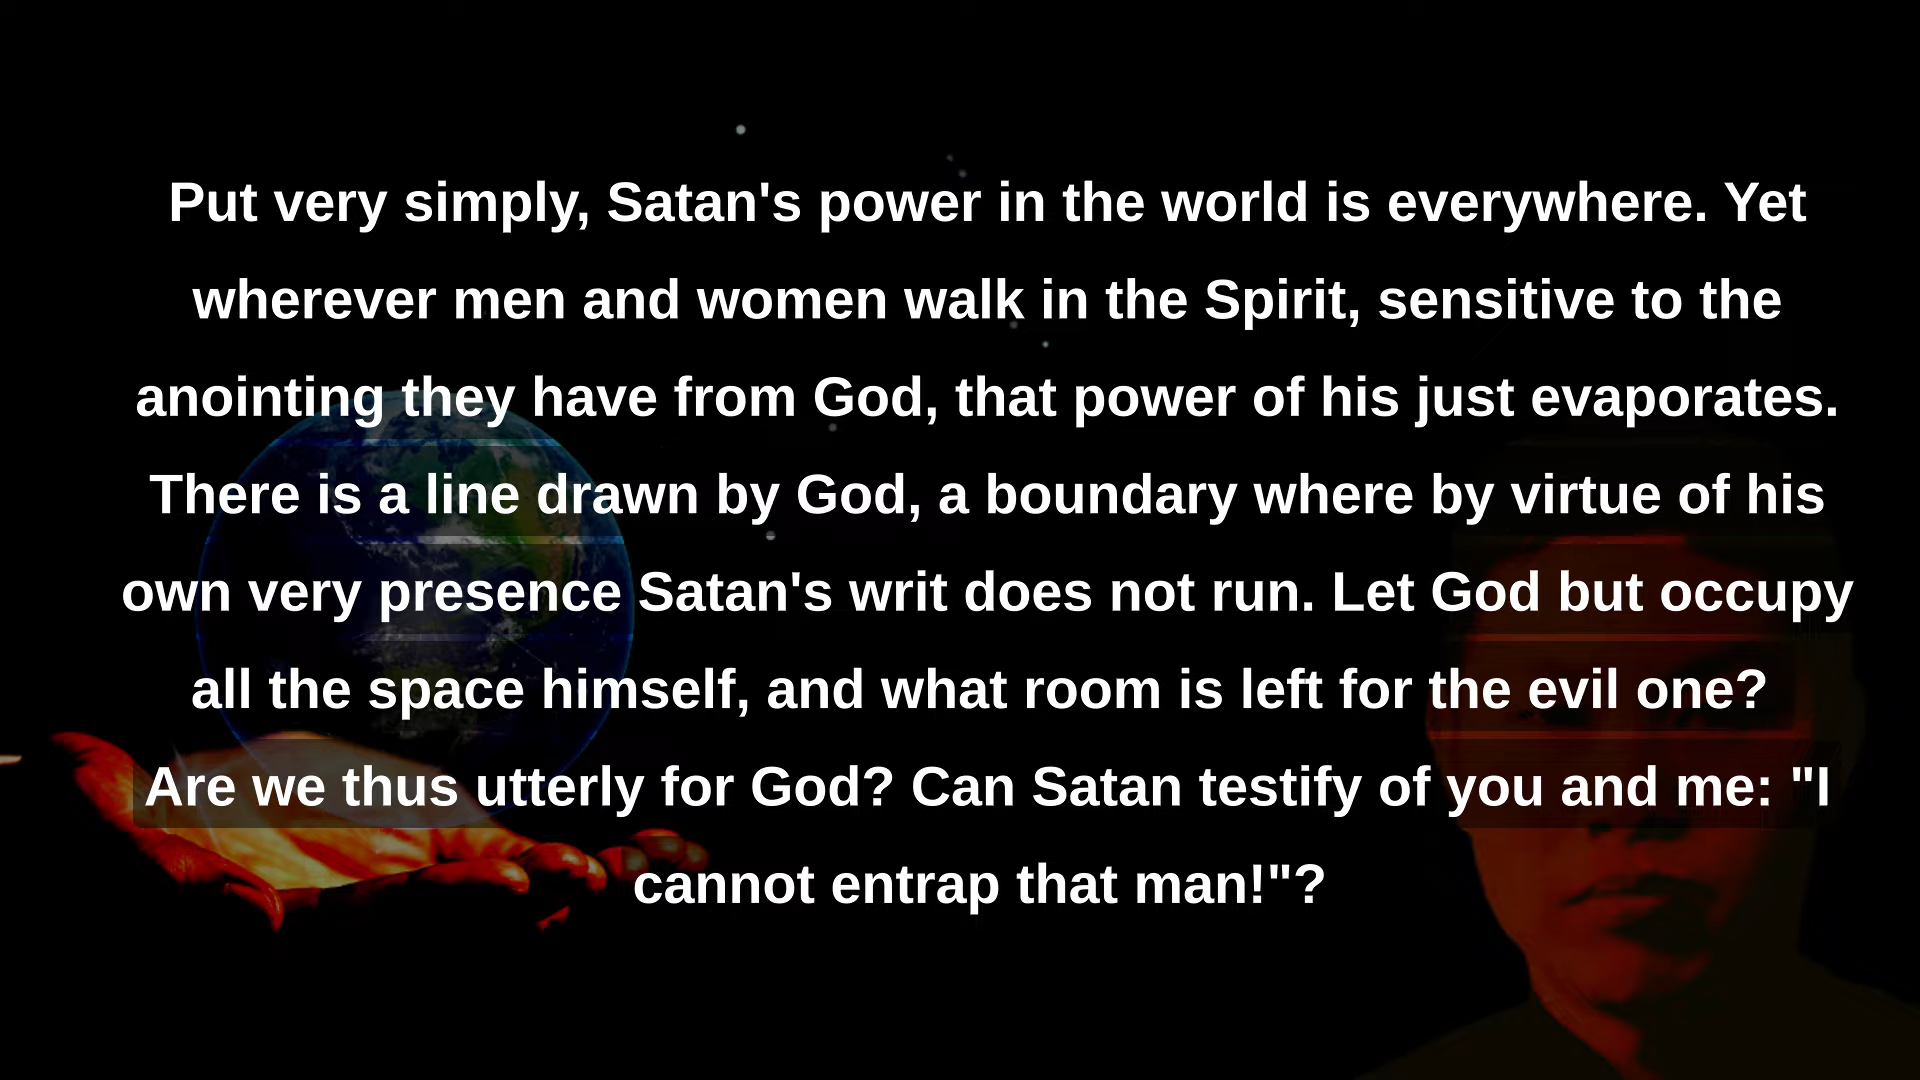 Put very simply, Satan's power in the world is everywhere. Yet
wherever men and women walk in the Spirit, sensitive to the
anointing they have from God, that power of his just evaporates.
There is a line drawn by God, a boundary where by virtue of his
own very presence Satan's writ does not run. Let God but occupy
all the space himself, and what room is left for the evil one?
Are we thus utterly for God? Can Satan testify of you and me: "I
cannot entrap that man!"?